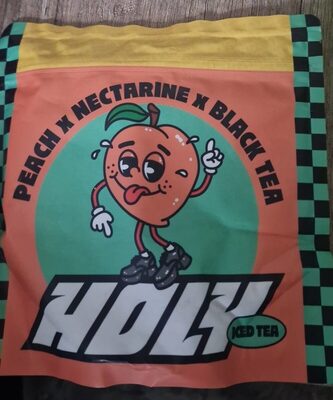 PEACH X NECTARINE X BLACK TEA
HOLY
ICED TEA